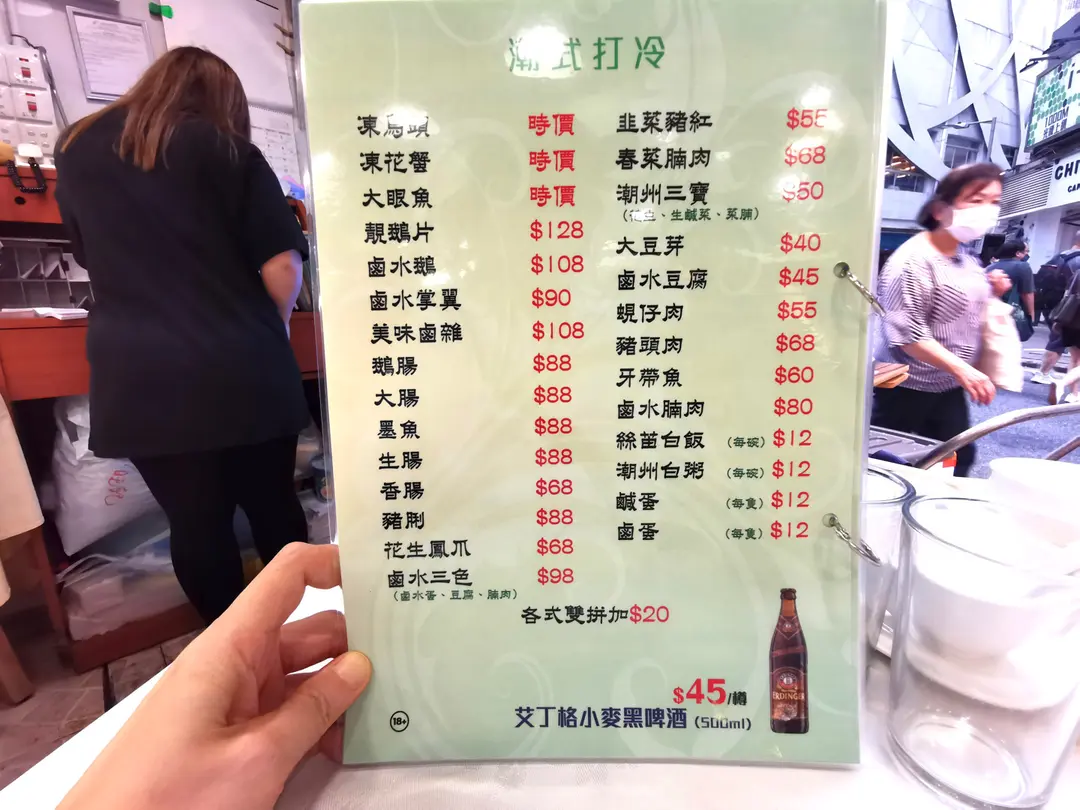 潮式打冷
凍烏頭 時價
凍花蟹 時價
大眼魚 時價
靚鵝片 $128
鹵水鵝 $108
鹵水掌翼 $90
美味鹵雜 $108
鵝腸 $88
大腸 $88
墨魚 $88
生腸 $88
香腸 $68
豬脷 $88
花生鳳爪 $68
鹵水三色 $98
(鹵水蛋、豆腐、腩肉)
韭菜豬紅 $55
春菜腩肉 $68
潮州三寶 $50
(花生、生鹹菜、菜脯)
大豆芽 $40
鹵水豆腐 $45
蜆仔肉 $55
豬頭肉 $68
牙帶魚 $60
鹵水腩肉 $80
絲苗白飯 (每碗) $12
潮州白粥 (每碗) $12
鹹蛋 (每隻) $12
鹵蛋 (每隻) $12
各式雙拼加$20
$45/樽
艾丁格小麥黑啤酒 (500ml)
18+
ERDINGER
CHI